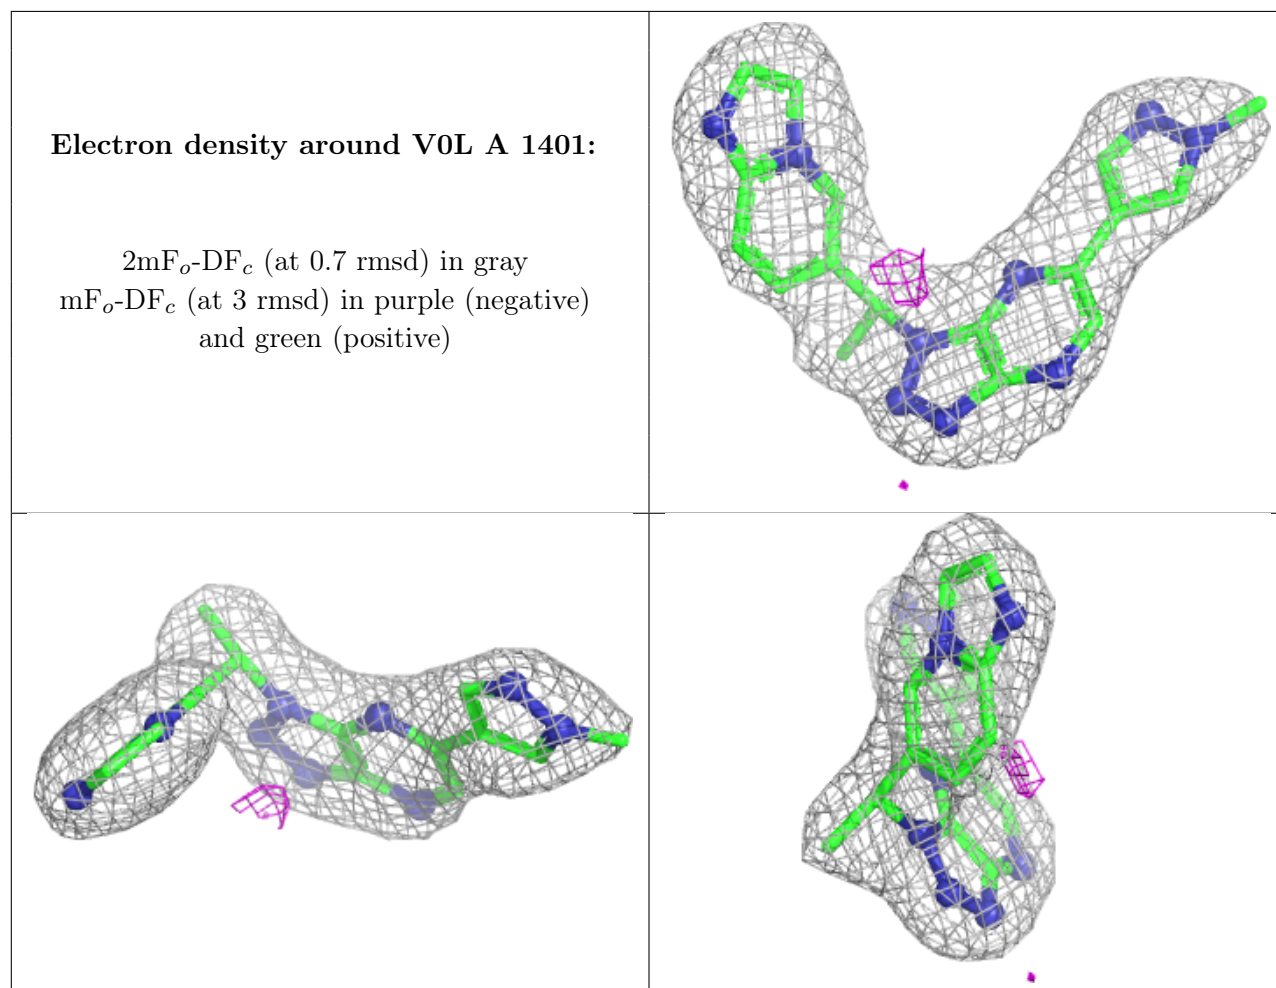 Electron density around V0L A 1401:
2mFo-DFc (at 0.7 rmsd) in gray
mFo-DFc (at 3 rmsd) in purple (negative)
and green (positive)